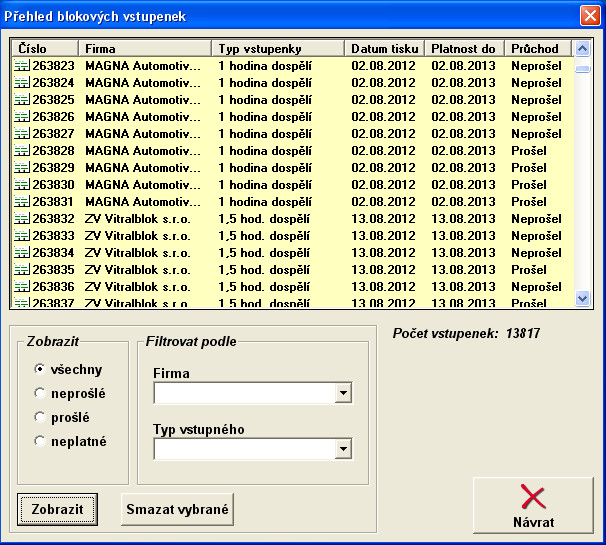 Přehled blokových vstupenek
Číslo Firma Typ vstupenky Datum tisku Platnost do Průchod
263823 MAGNA Automotiv... 1 hodina dospělí 02.08.2012 02.08.2013 Neprošel
263824 MAGNA Automotiv... 1 hodina dospělí 02.08.2012 02.08.2013 Neprošel
263825 MAGNA Automotiv... 1 hodina dospělí 02.08.2012 02.08.2013 Neprošel
263826 MAGNA Automotiv... 1 hodina dospělí 02.08.2012 02.08.2013 Neprošel
263827 MAGNA Automotiv... 1 hodina dospělí 02.08.2012 02.08.2013 Neprošel
263828 MAGNA Automotiv... 1 hodina dospělí 02.08.2012 02.08.2013 Prošel
263829 MAGNA Automotiv... 1 hodina dospělí 02.08.2012 02.08.2013 Prošel
263830 MAGNA Automotiv... 1 hodina dospělí 02.08.2012 02.08.2013 Prošel
263831 MAGNA Automotiv... 1 hodina dospělí 02.08.2012 02.08.2013 Prošel
263832 ZV Vitralblok s.r.o. 1,5 hod. dospělí 13.08.2012 13.08.2013 Neprošel
263833 ZV Vitralblok s.r.o. 1,5 hod. dospělí 13.08.2012 13.08.2013 Neprošel
263834 ZV Vitralblok s.r.o. 1,5 hod. dospělí 13.08.2012 13.08.2013 Neprošel
263835 ZV Vitralblok s.r.o. 1,5 hod. dospělí 13.08.2012 13.08.2013 Prošel
263836 ZV Vitralblok s.r.o. 1,5 hod. dospělí 13.08.2012 13.08.2013 Neprošel
263837 ZV Vitralblok s.r.o. 1,5 hod. dospělí 13.08.2012 13.08.2013 Prošel
Počet vstupenek: 13817
Zobrazit
všechny
neprošlé
prošlé
neplatné
Filtrovat podle
Firma
Typ vstupného
Zobrazit
Smazat vybrané
Návrat